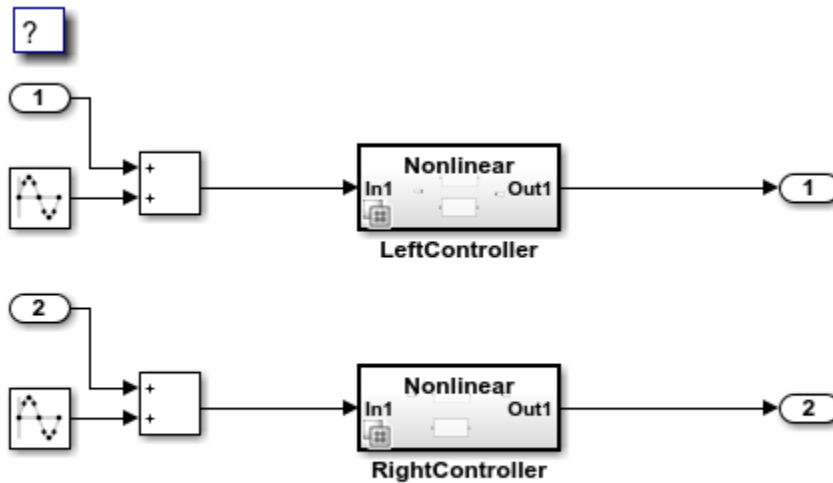 ?
1
+
+
Nonlinear
In1 Out1
1
LeftController
2
+
+
Nonlinear
In1 Out1
2
RightController